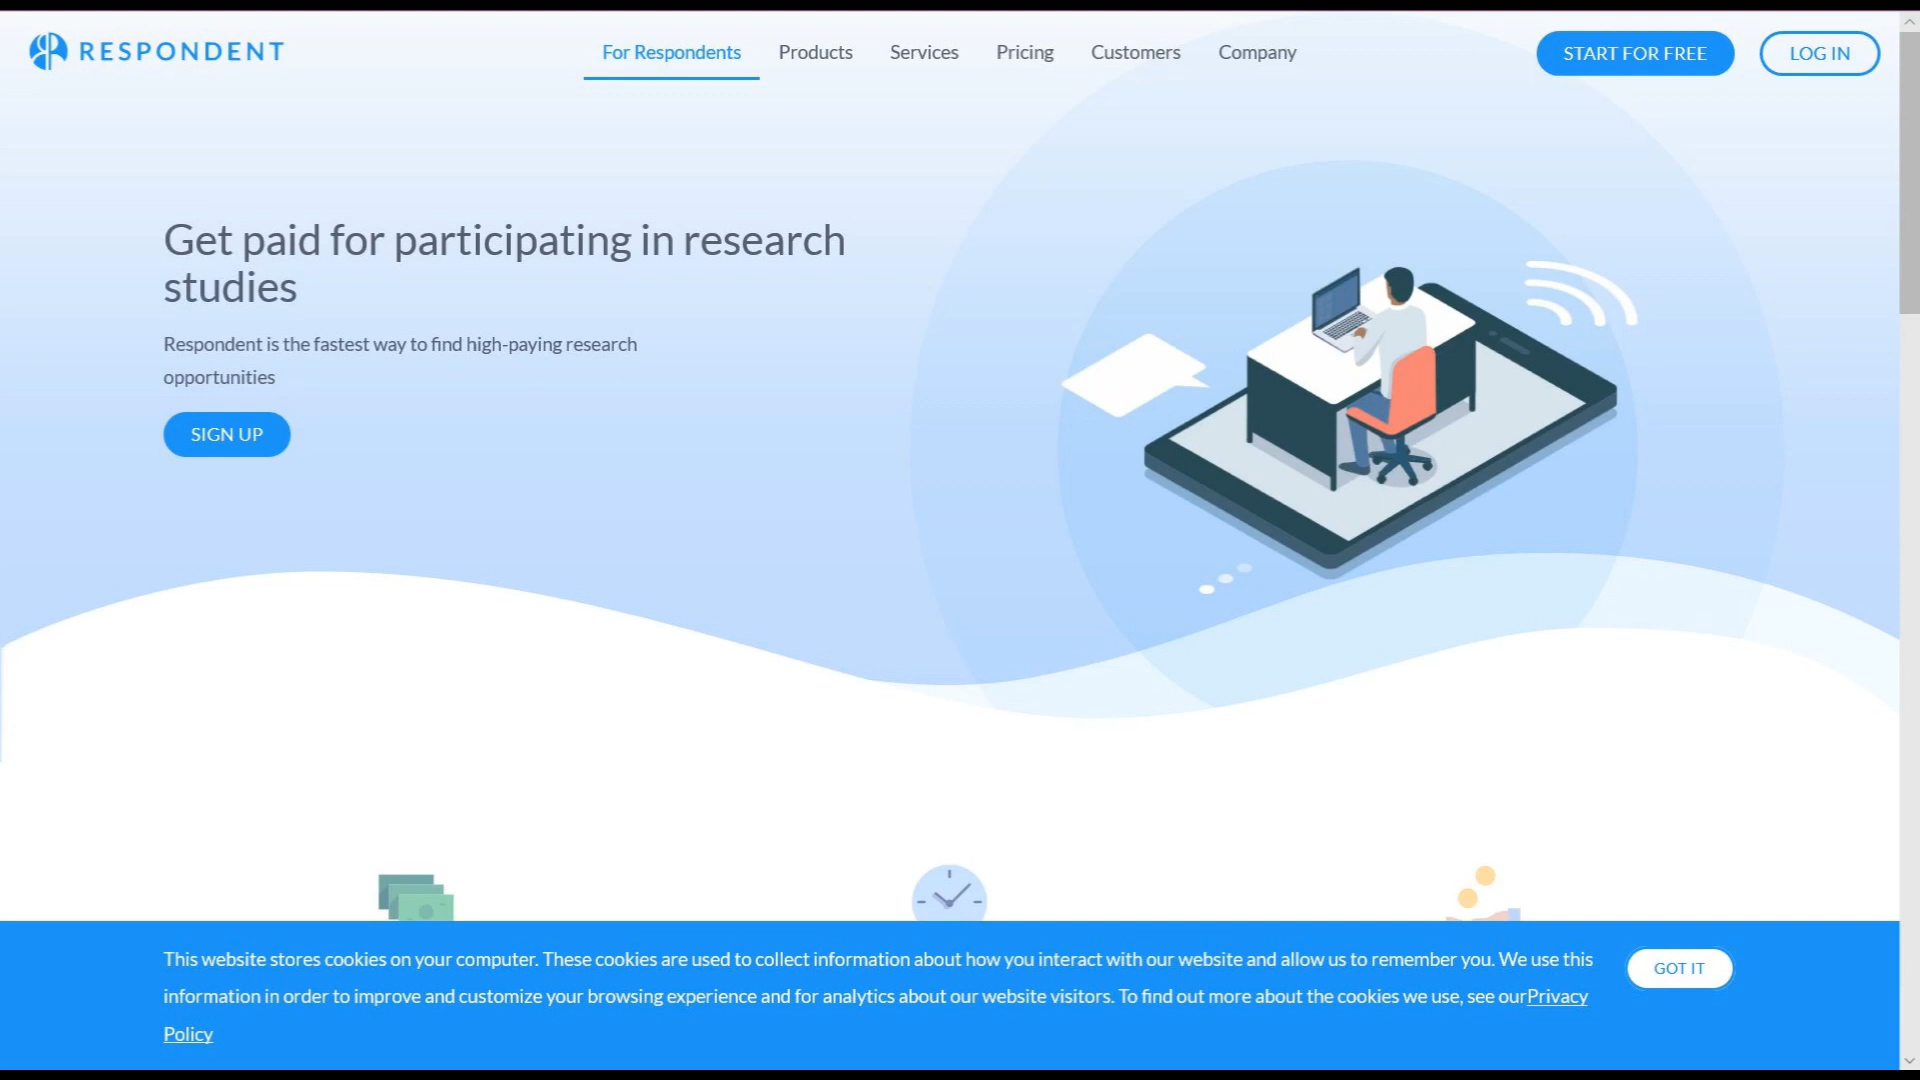 RESPONDENT
For Respondents
Products
Services
Pricing
Customers
Company
START FOR FREE
LOG IN
Get paid for participating in research
studies
Respondent is the fastest way to find high-paying research
opportunities
SIGN UP
This website stores cookies on your computer. These cookies are used to collect information about how you interact with our website and allow us to remember you. We use this
information in order to improve and customize your browsing experience and for analytics about our website visitors. To find out more about the cookies we use, see ourPrivacy
Policy
GOT IT